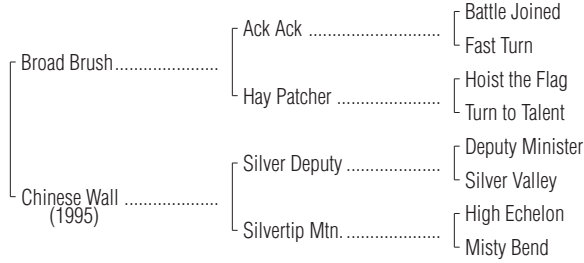 Battle Joined
Ack Ack ........................
Fast Turn
Broad Brush...................
Hoist the Flag
Hay Patcher ...................
Turn to Talent
Deputy Minister
Silver Deputy .................
Silver Valley
Chinese Wall .................
(1995)
High Echelon
Silvertip Mtn. .................
Misty Bend